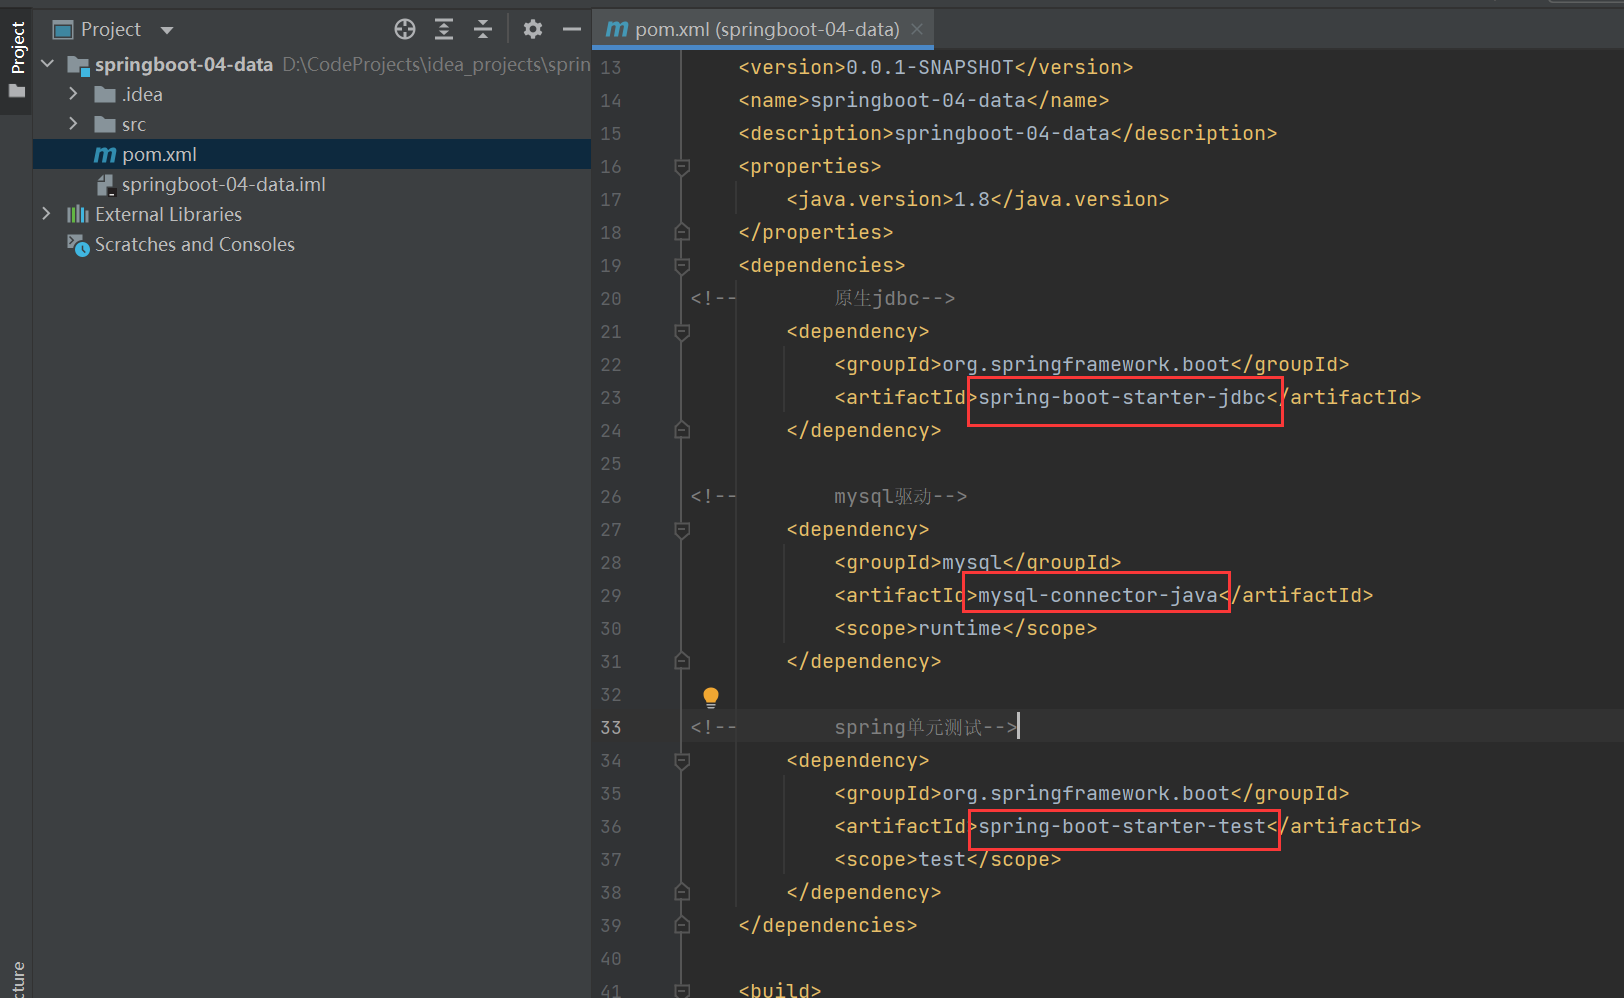 Project
Project
springboot-04-data D:\CodeProjects\idea_projects\sprin
.idea
src
pom.xml
springboot-04-data.iml
External Libraries
Scratches and Consoles
cture
pom.xml (springboot-04-data)
13 <version>0.0.1-SNAPSHOT</version>
14 <name>springboot-04-data</name>
15 <description>springboot-04-data</description>
16 <properties>
17 <java.version>1.8</java.version>
18 </properties>
19 <dependencies>
20 <!-- 原生jdbc-->
21 <dependency>
22 <groupId>org.springframework.boot</groupId>
23 <artifactId>spring-boot-starter-jdbc</artifactId>
24 </dependency>
25
26 <!-- mysql驱动-->
27 <dependency>
28 <groupId>mysql</groupId>
29 <artifactId>mysql-connector-java</artifactId>
30 <scope>runtime</scope>
31 </dependency>
32
33 <!-- spring单元测试-->
34 <dependency>
35 <groupId>org.springframework.boot</groupId>
36 <artifactId>spring-boot-starter-test</artifactId>
37 <scope>test</scope>
38 </dependency>
39 </dependencies>
40
41 <build>